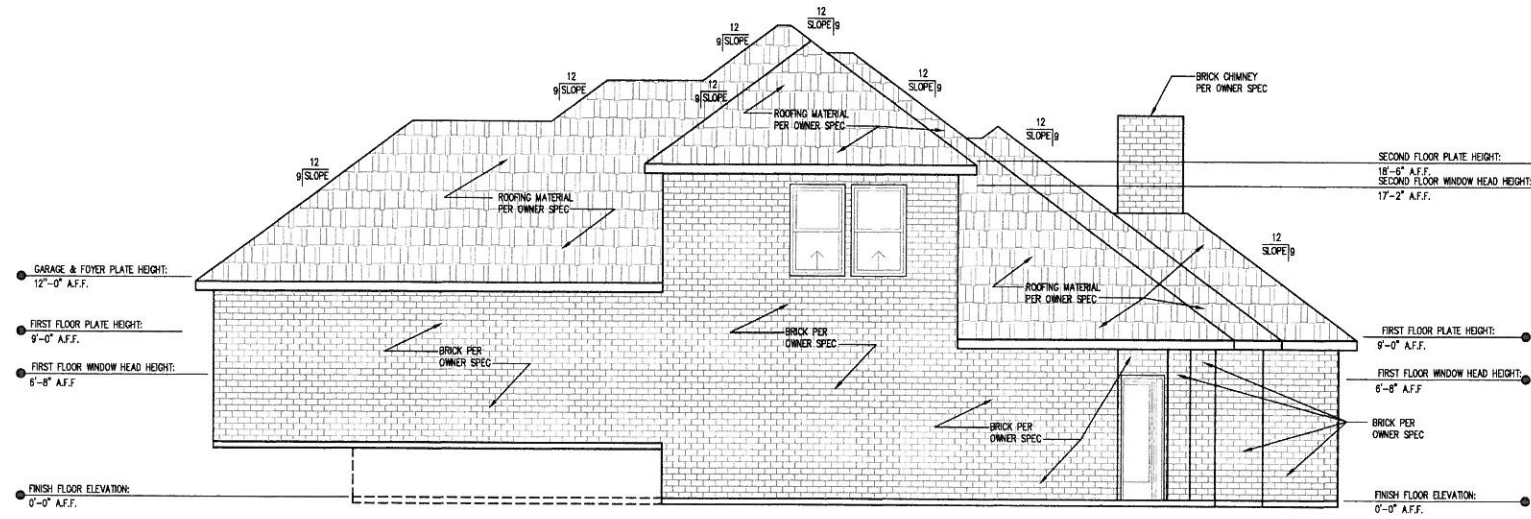 12
SLOPE 9
12
9 SLOPE
12
9 SLOPE
12
9 SLOPE
12
SLOPE 9
BRICK CHIMNEY
PER OWNER SPEC
ROOFING MATERIAL
PER OWNER SPEC
12
SLOPE 9
12
9 SLOPE
SECOND FLOOR PLATE HEIGHT:
18'-6" A.F.F.
SECOND FLOOR WINDOW HEAD HEIGHT:
17'-2" A.F.F.
ROOFING MATERIAL
PER OWNER SPEC
12
SLOPE 9
GARAGE & FOYER PLATE HEIGHT:
12"-0" A.F.F.
ROOFING MATERIAL
PER OWNER SPEC
FIRST FLOOR PLATE HEIGHT:
9'-0" A.F.F.
BRICK PER
OWNER SPEC
BRICK PER
OWNER SPEC
FIRST FLOOR PLATE HEIGHT:
9'-0" A.F.F.
FIRST FLOOR WINDOW HEAD HEIGHT:
6'-8" A.F.F
FIRST FLOOR WINDOW HEAD HEIGHT:
6'-8" A.F.F
BRICK PER
OWNER SPEC
BRICK PER
OWNER SPEC
FINISH FLOOR ELEVATION:
0'-0" A.F.F.
FINISH FLOOR ELEVATION:
0'-0" A.F.F.